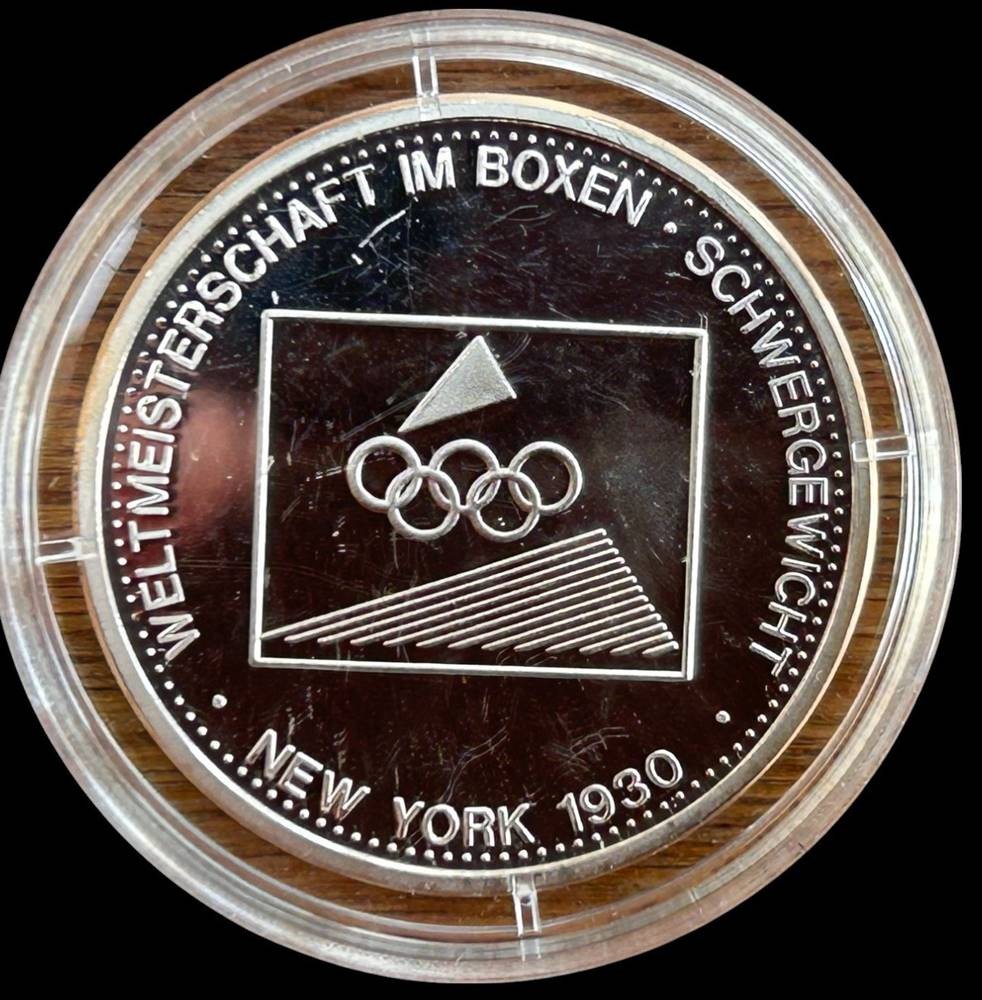 WELTMEISTERSCHAFT IM BOXEN · SCHWERGEWICHT
· NEW YORK 1930 ·